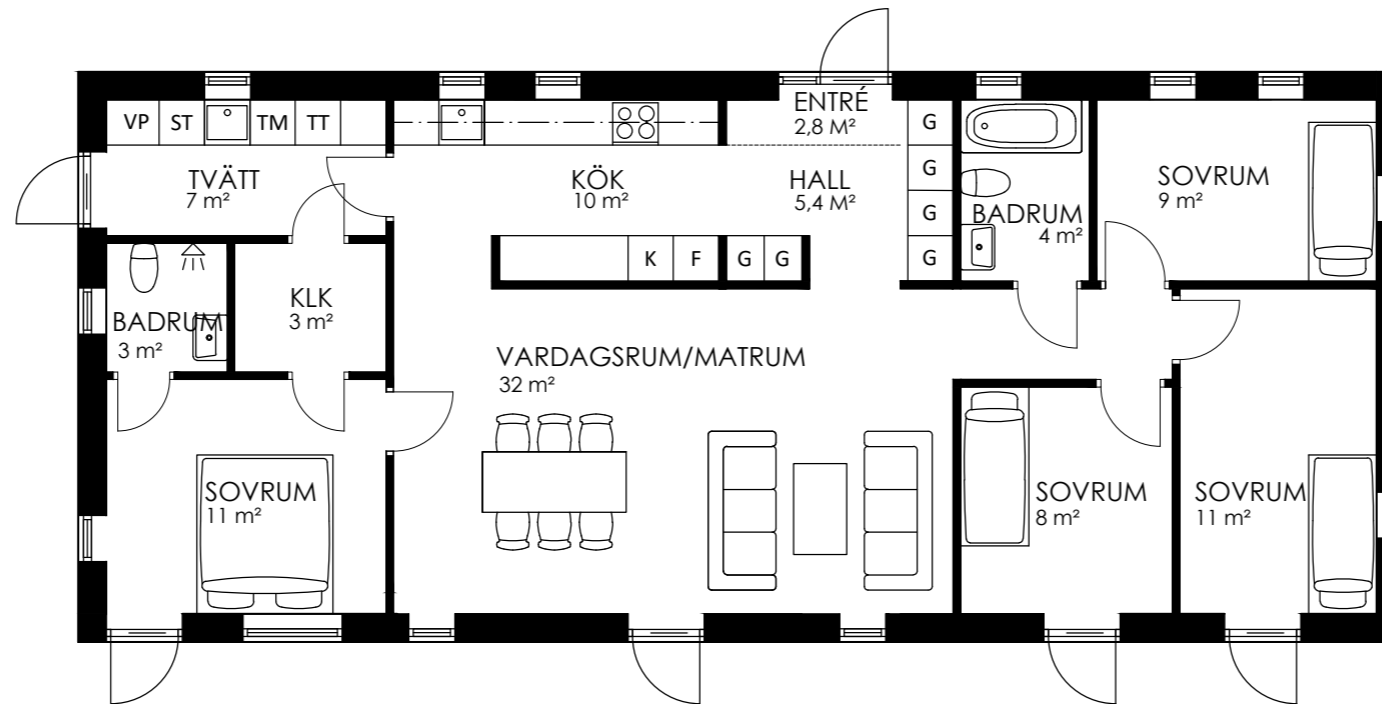 ENTRÉ
2,8 M²
VP ST TM TT
G
G
G
G
TVÄTT
7 m²
KÖK
10 m²
HALL
5,4 M²
BADRUM
4 m²
SOVRUM
9 m²
K F G G
KLK
3 m²
BADRUM
3 m²
VARDAGSRUM/MATRUM
32 m²
SOVRUM
11 m²
SOVRUM
8 m²
SOVRUM
11 m²